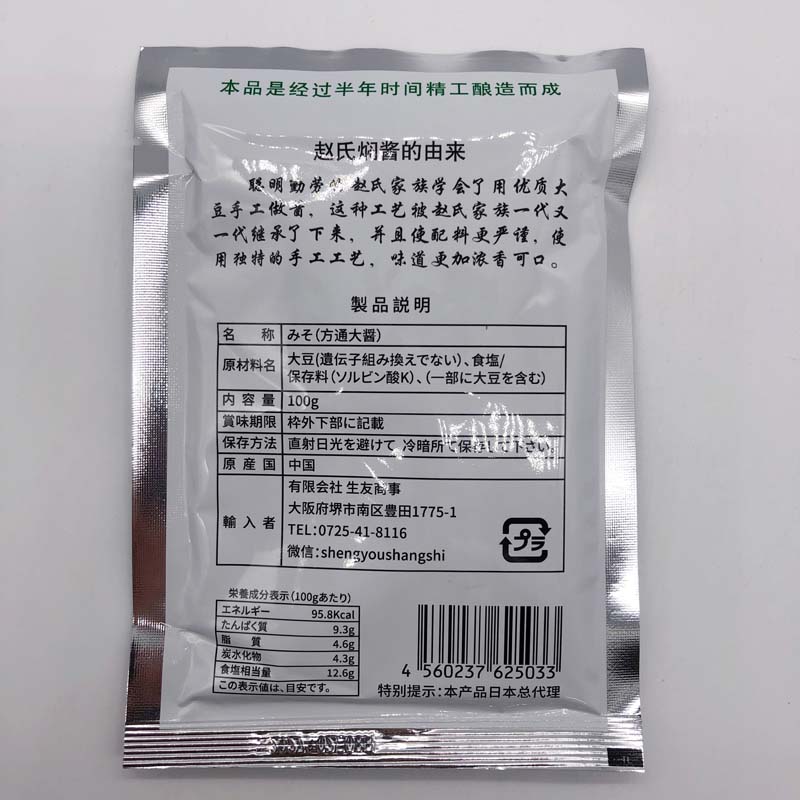 本品是经过半年时间精工酿造而成
赵氏焖酱的由来
聪明勤劳的赵氏家族学会了用优质大
豆手工做酱，这种工艺被赵氏家族一代又
一代继承了下来，并且使配料更严谨，使
用独特的手工工艺，味道更加浓香可口。
製品説明
名称 みそ(方通大醤)
原材料名 大豆(遺伝子組み換えでない)、食塩/
保存料(ソルビン酸K)、(一部に大豆を含む)
内容量 100g
賞味期限 枠外下部に記載
保存方法 直射日光を避けて、冷暗所で保存して下さい。
原産国 中国
輸入者 有限会社 生友商事
大阪府堺市南区豊田1775-1
TEL:0725-41-8116
微信:shengyoushangshi
プラ
栄養成分表示(100gあたり)
エネルギー 95.8Kcal
たんぱく質 9.3g
脂質 4.6g
炭水化物 4.3g
食塩相当量 12.6g
この表示値は、目安です。
4 560237 625033
特别提示:本产品日本总代理